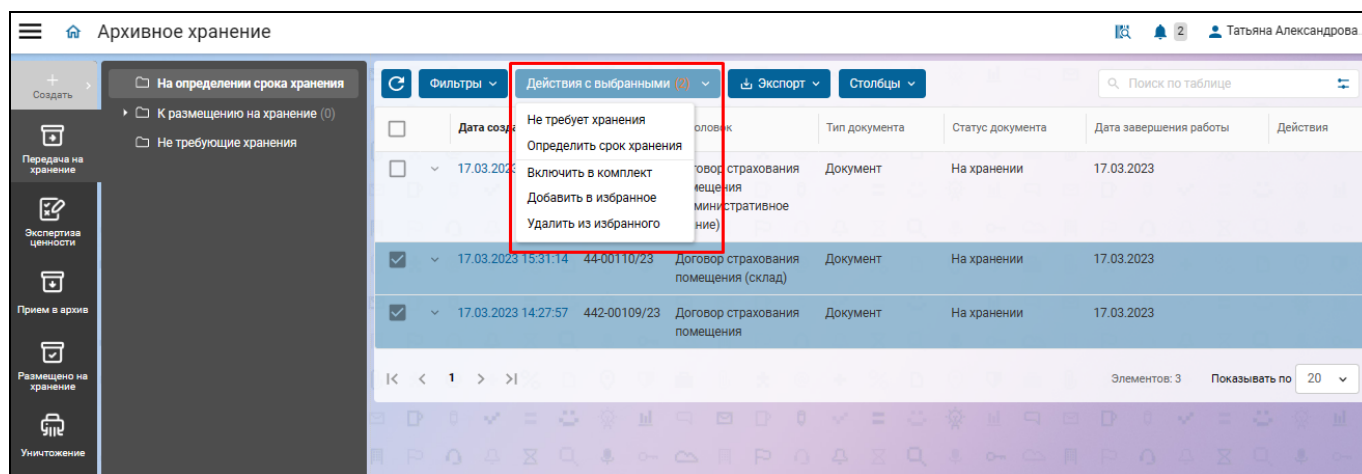 Архивное хранение
2
Татьяна Александрова.
Создать
Передача на
хранение
Экспертиза
ценности
Прием в архив
Размещено на
хранение
Уничтожение
На определении срока хранения
К размещению на хранение (0)
Не требующие хранения
Фильтры
Действия с выбранными (2)
Экспорт
Столбцы
Поиск по таблице
Не требует хранения
Определить срок хранения
Включить в комплект
Добавить в избранное
Удалить из избранного
Дата созд
оловок
Тип документа
Статус документа
Дата завершения работы
Действия
17.03.2023
овор страхования
мещения
министративное
ние)
Документ
На хранении
17.03.2023
17.03.2023 15:31:14
44-00110/23
Договор страхования
помещения (склад)
Документ
На хранении
17.03.2023
17.03.2023 14:27:57
442-00109/23
Договор страхования
помещения
Документ
На хранении
17.03.2023
1
Элементов: 3
Показывать по
20